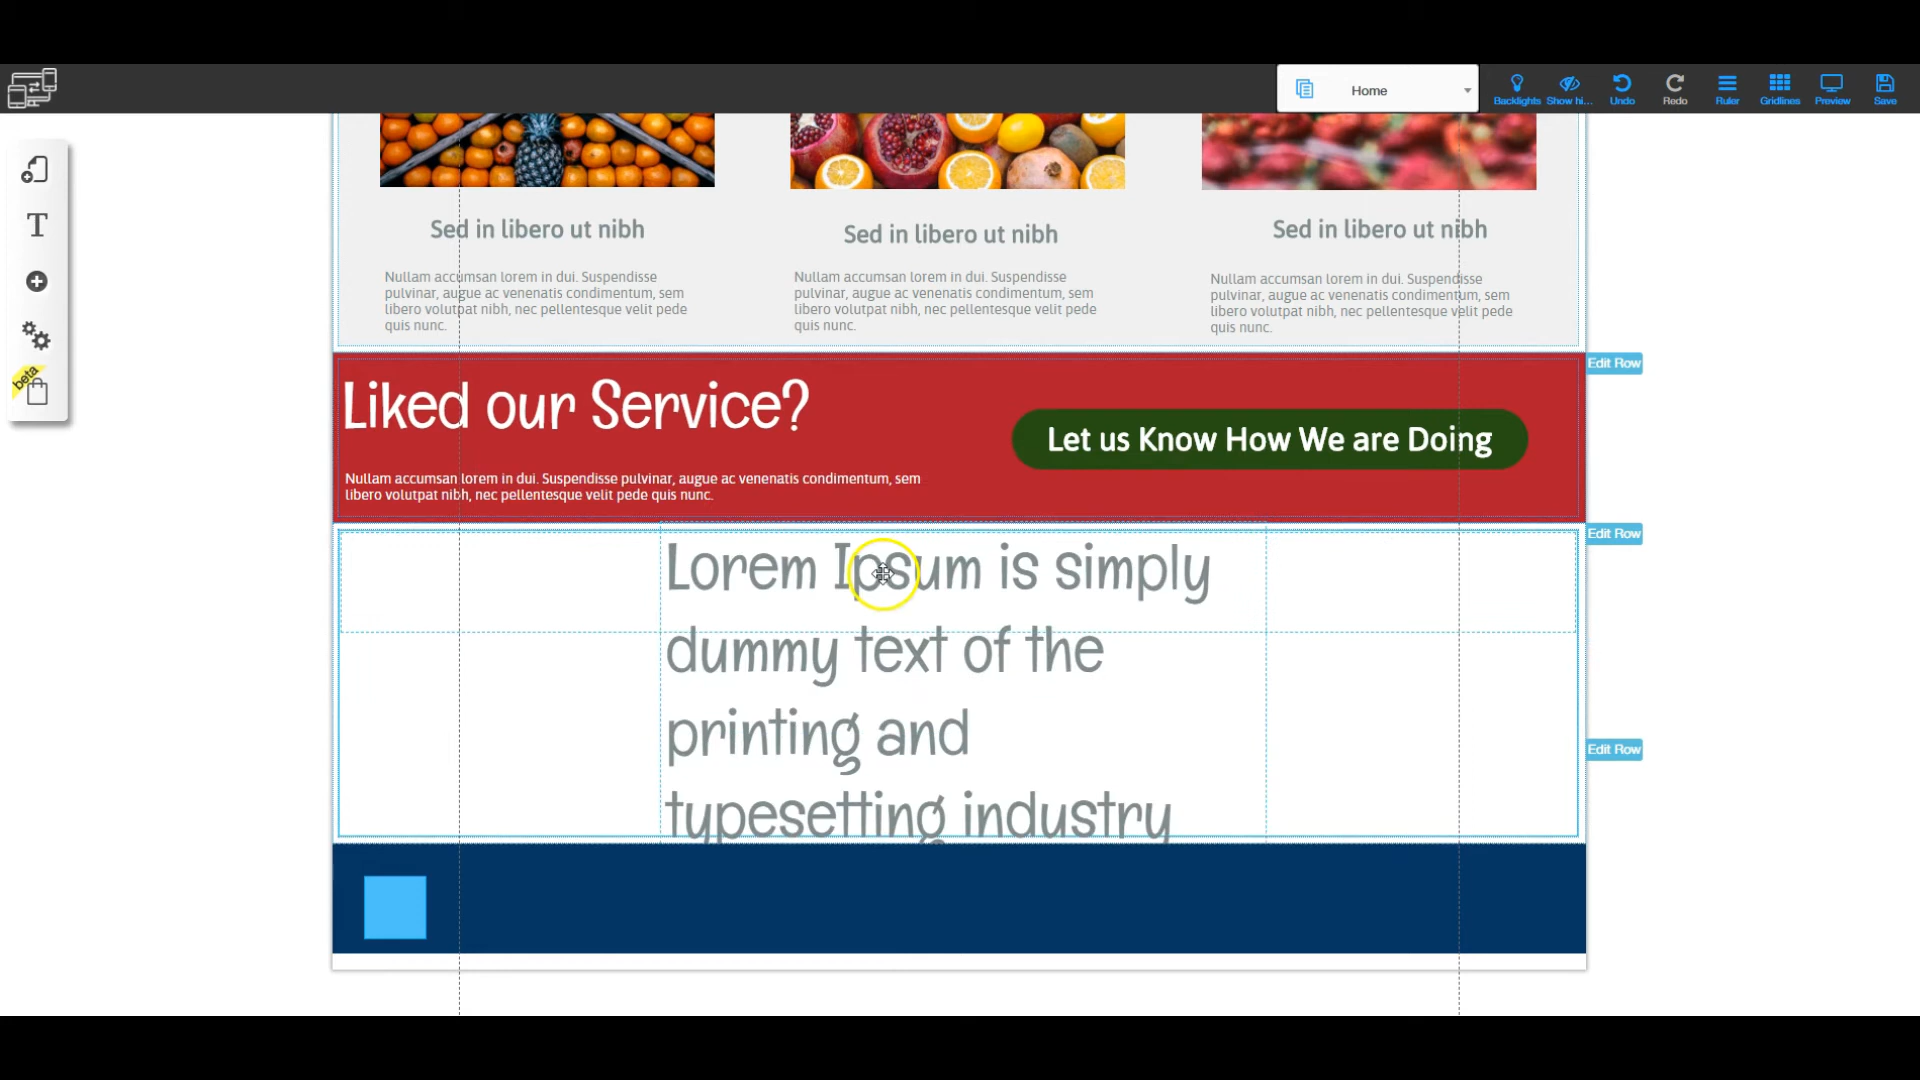 Home
Backlights
Show hi...
Undo
Redo
Ruler
Gridlines
Preview
Save
T
beta
Sed in libero ut nibh
Nullam accumsan lorem in dui. Suspendisse
pulvinar, augue ac venenatis condimentum, sem
libero volutpat nibh, nec pellentesque velit pede
quis nunc.
Sed in libero ut nibh
Nullam accumsan lorem in dui. Suspendisse
pulvinar, augue ac venenatis condimentum, sem
libero volutpat nibh, nec pellentesque velit pede
quis nunc.
Sed in libero ut nibh
Nullam accumsan lorem in dui. Suspendisse
pulvinar, augue ac venenatis condimentum, sem
libero volutpat nibh, nec pellentesque velit pede
quis nunc.
Edit Row
Liked our Service?
Nullam accumsan lorem in dui. Suspendisse pulvinar, augue ac venenatis condimentum, sem
libero volutpat nibh, nec pellentesque velit pede quis nunc.
Let us Know How We are Doing
Edit Row
Lorem Ipsum is simply
dummy text of the
printing and
typesetting industry
Edit Row